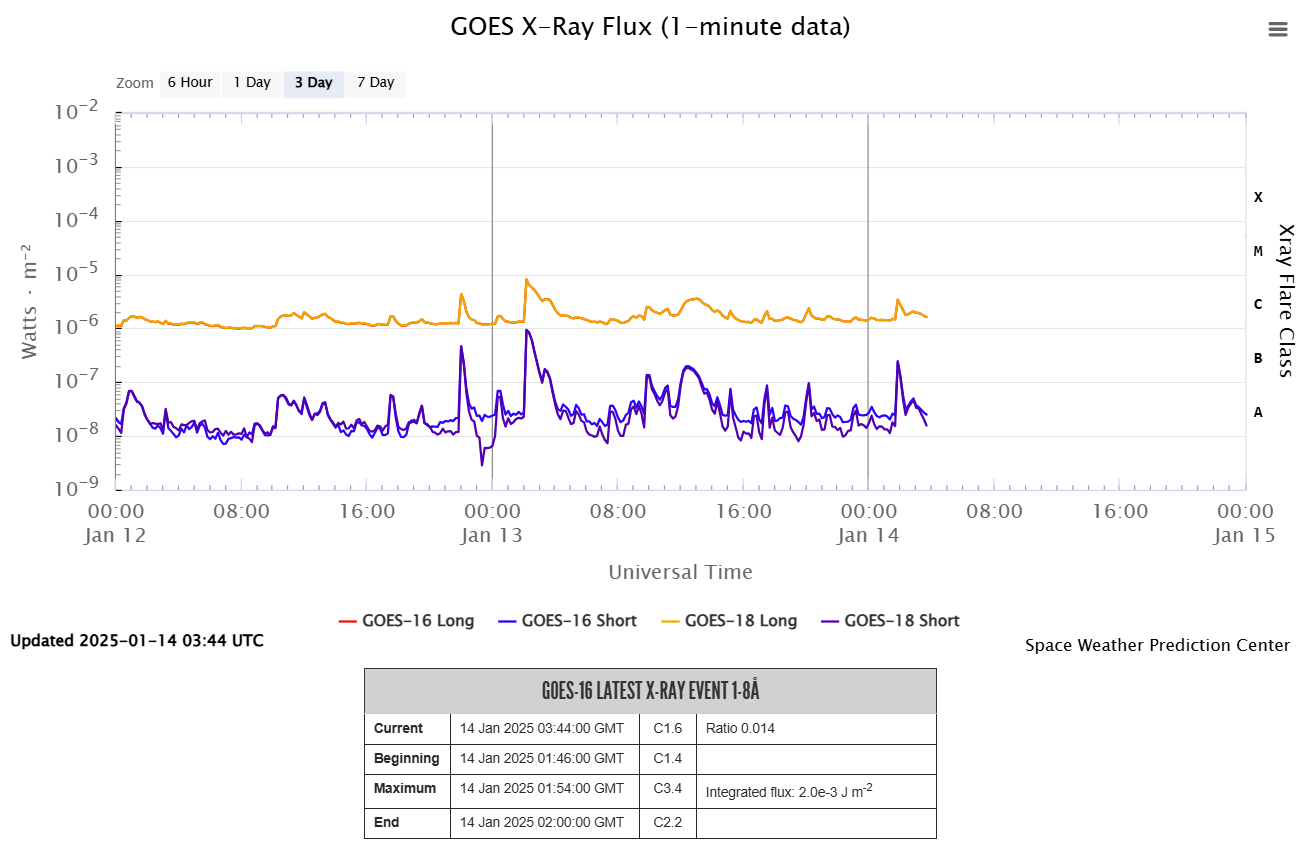 GOES X-Ray Flux (1-minute data)
Zoom 6 Hour 1 Day 3 Day 7 Day
10⁻²
10⁻³
10⁻⁴
10⁻⁵
10⁻⁶
10⁻⁷
10⁻⁸
10⁻⁹
Watts · m⁻²
X
M
C
B
A
Xray Flare Class
00:00 08:00 16:00 00:00 08:00 16:00 00:00 08:00 16:00 00:00
Jan 12 Jan 13 Jan 14 Jan 15
Universal Time
GOES-16 Long GOES-16 Short GOES-18 Long GOES-18 Short
Updated 2025-01-14 03:44 UTC
Space Weather Prediction Center
GOES-16 LATEST X-RAY EVENT 1-8Å
Current 14 Jan 2025 03:44:00 GMT C1.6 Ratio 0.014
Beginning 14 Jan 2025 01:46:00 GMT C1.4
Maximum 14 Jan 2025 01:54:00 GMT C3.4 Integrated flux: 2.0e-3 J m⁻²
End 14 Jan 2025 02:00:00 GMT C2.2